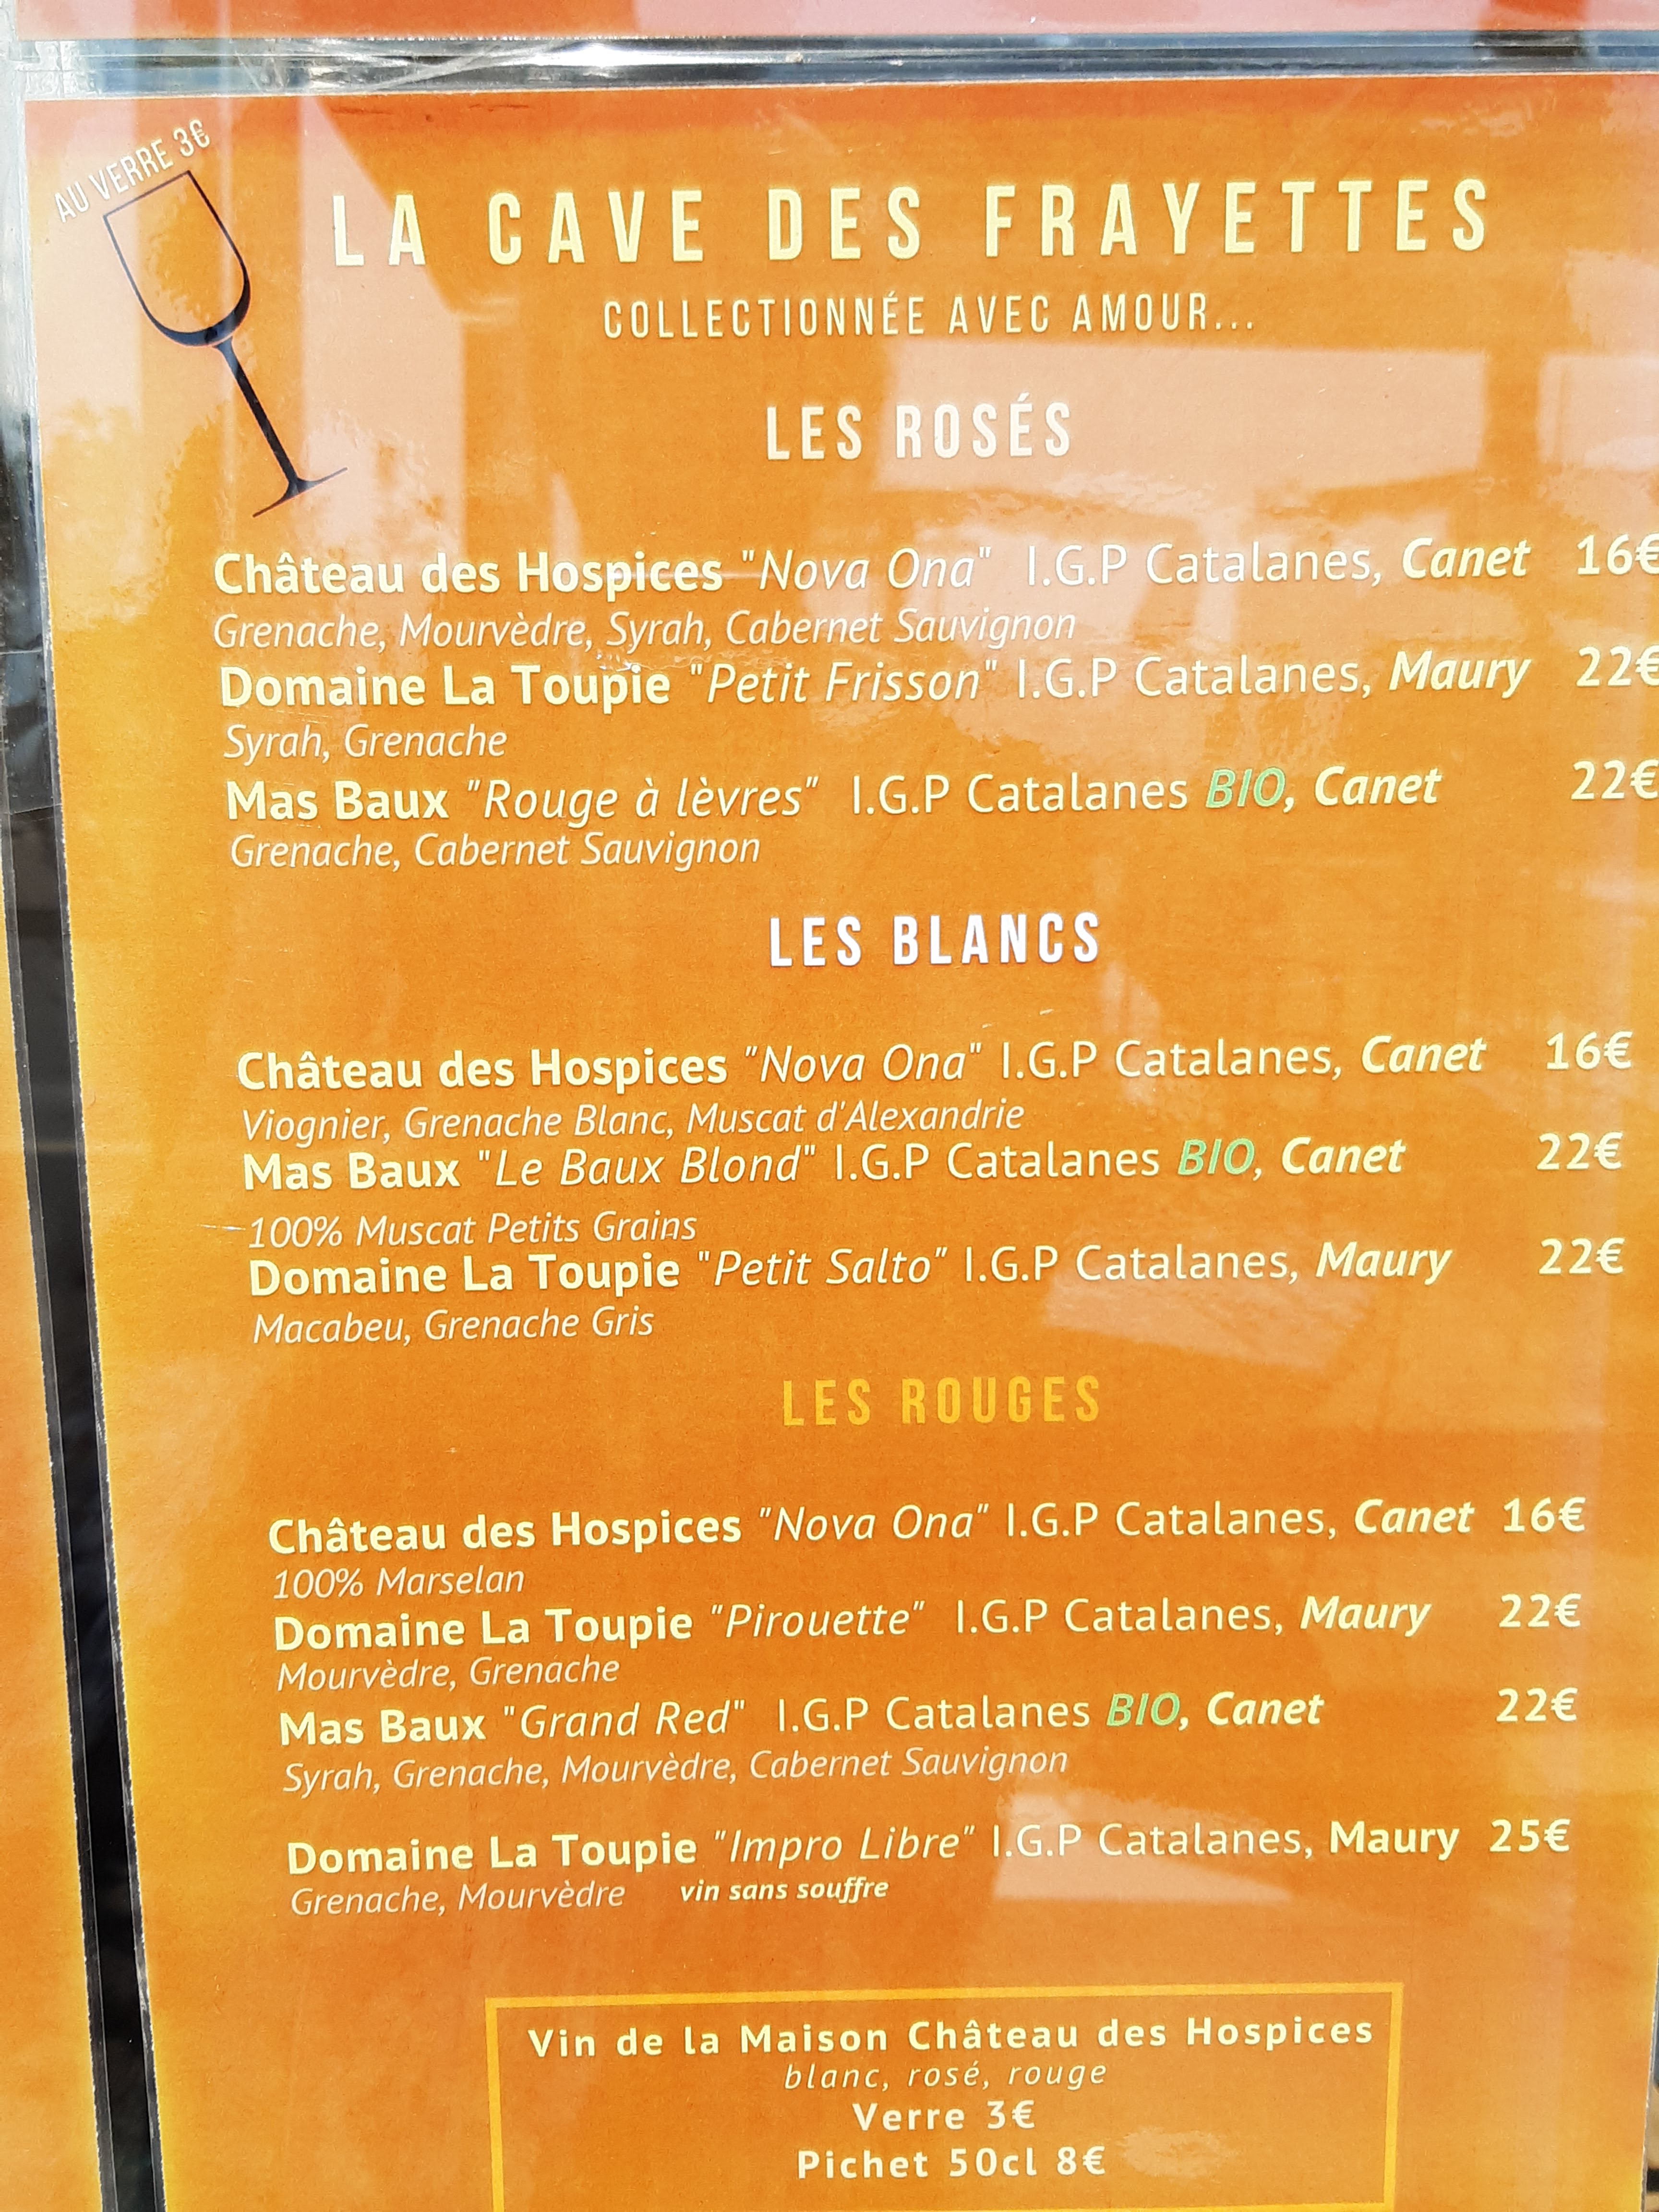 AU VERRE 3€
LA CAVE DES FRAYETTES
COLLECTIONNÉE AVEC AMOUR...
LES ROSÉS
Château des Hospices "Nova Ona" I.G.P Catalanes, Canet 16€
Grenache, Mourvèdre, Syrah, Cabernet Sauvignon
Domaine La Toupie "Petit Frisson" I.G.P Catalanes, Maury 22€
Syrah, Grenache
Mas Baux "Rouge à lèvres" I.G.P Catalanes BIO, Canet 22€
Grenache, Cabernet Sauvignon
LES BLANCS
Château des Hospices "Nova Ona" I.G.P Catalanes, Canet 16€
Viognier, Grenache Blanc, Muscat d'Alexandrie
Mas Baux "Le Baux Blond" I.G.P Catalanes BIO, Canet 22€
100% Muscat Petits Grains
Domaine La Toupie "Petit Salto" I.G.P Catalanes, Maury 22€
Macabeu, Grenache Gris
LES ROUGES
Château des Hospices "Nova Ona" I.G.P Catalanes, Canet 16€
100% Marselan
Domaine La Toupie "Pirouette" I.G.P Catalanes, Maury 22€
Mourvèdre, Grenache
Mas Baux "Grand Red" I.G.P Catalanes BIO, Canet 22€
Syrah, Grenache, Mourvèdre, Cabernet Sauvignon
Domaine La Toupie "Impro Libre" I.G.P Catalanes, Maury 25€
Grenache, Mourvèdre vin sans souffre
Vin de la Maison Château des Hospices
blanc, rosé, rouge
Verre 3€
Pichet 50cl 8€